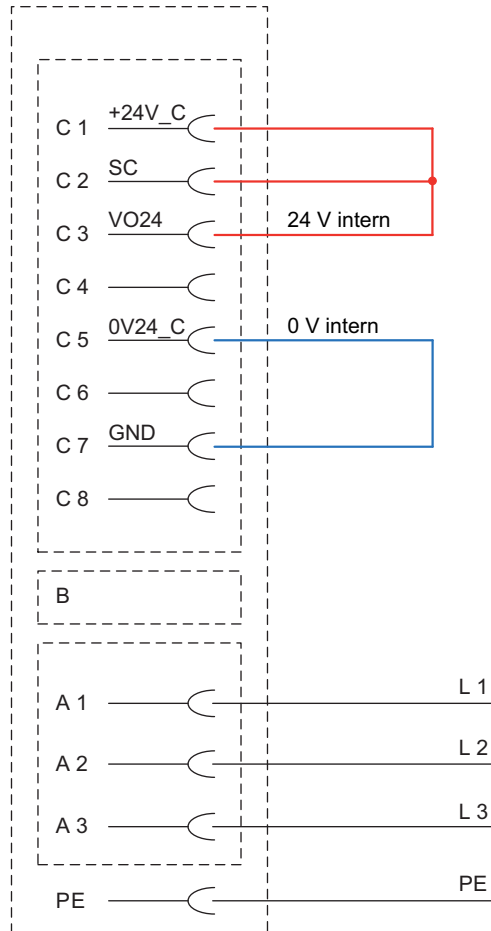 C 1 +24V_C
C 2 SC
C 3 VO24 24 V intern
C 4
C 5 0V24_C 0 V intern
C 6
C 7 GND
C 8
B
A 1 L 1
A 2 L 2
A 3 L 3
PE PE